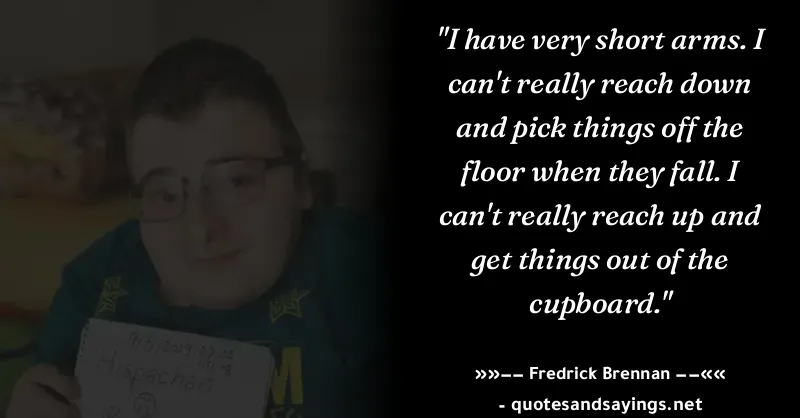 "I have very short arms. I
can't really reach down
and pick things off the
floor when they fall. I
can't really reach up and
get things out of the
cupboard."
»»–– Fredrick Brennan ––««
- quotesandsayings.net
Hispachan